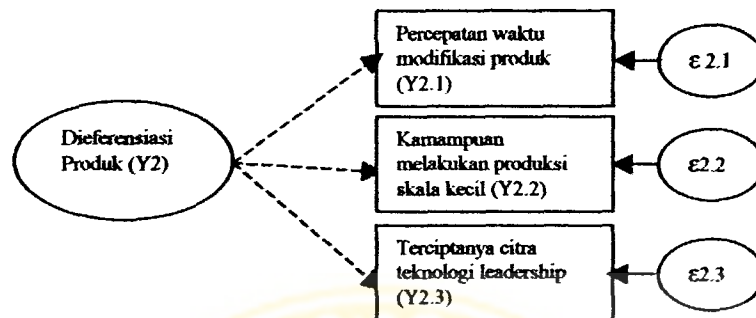 Dieferensiasi
Produk (Y2)
Percepatan waktu
modifikasi produk
(Y2.1)
ε 2.1
Kamampuan
melakukan produksi
skala kecil (Y2.2)
ε2.2
Terciptanya citra
teknologi leadership
(Y2.3)
ε2.3